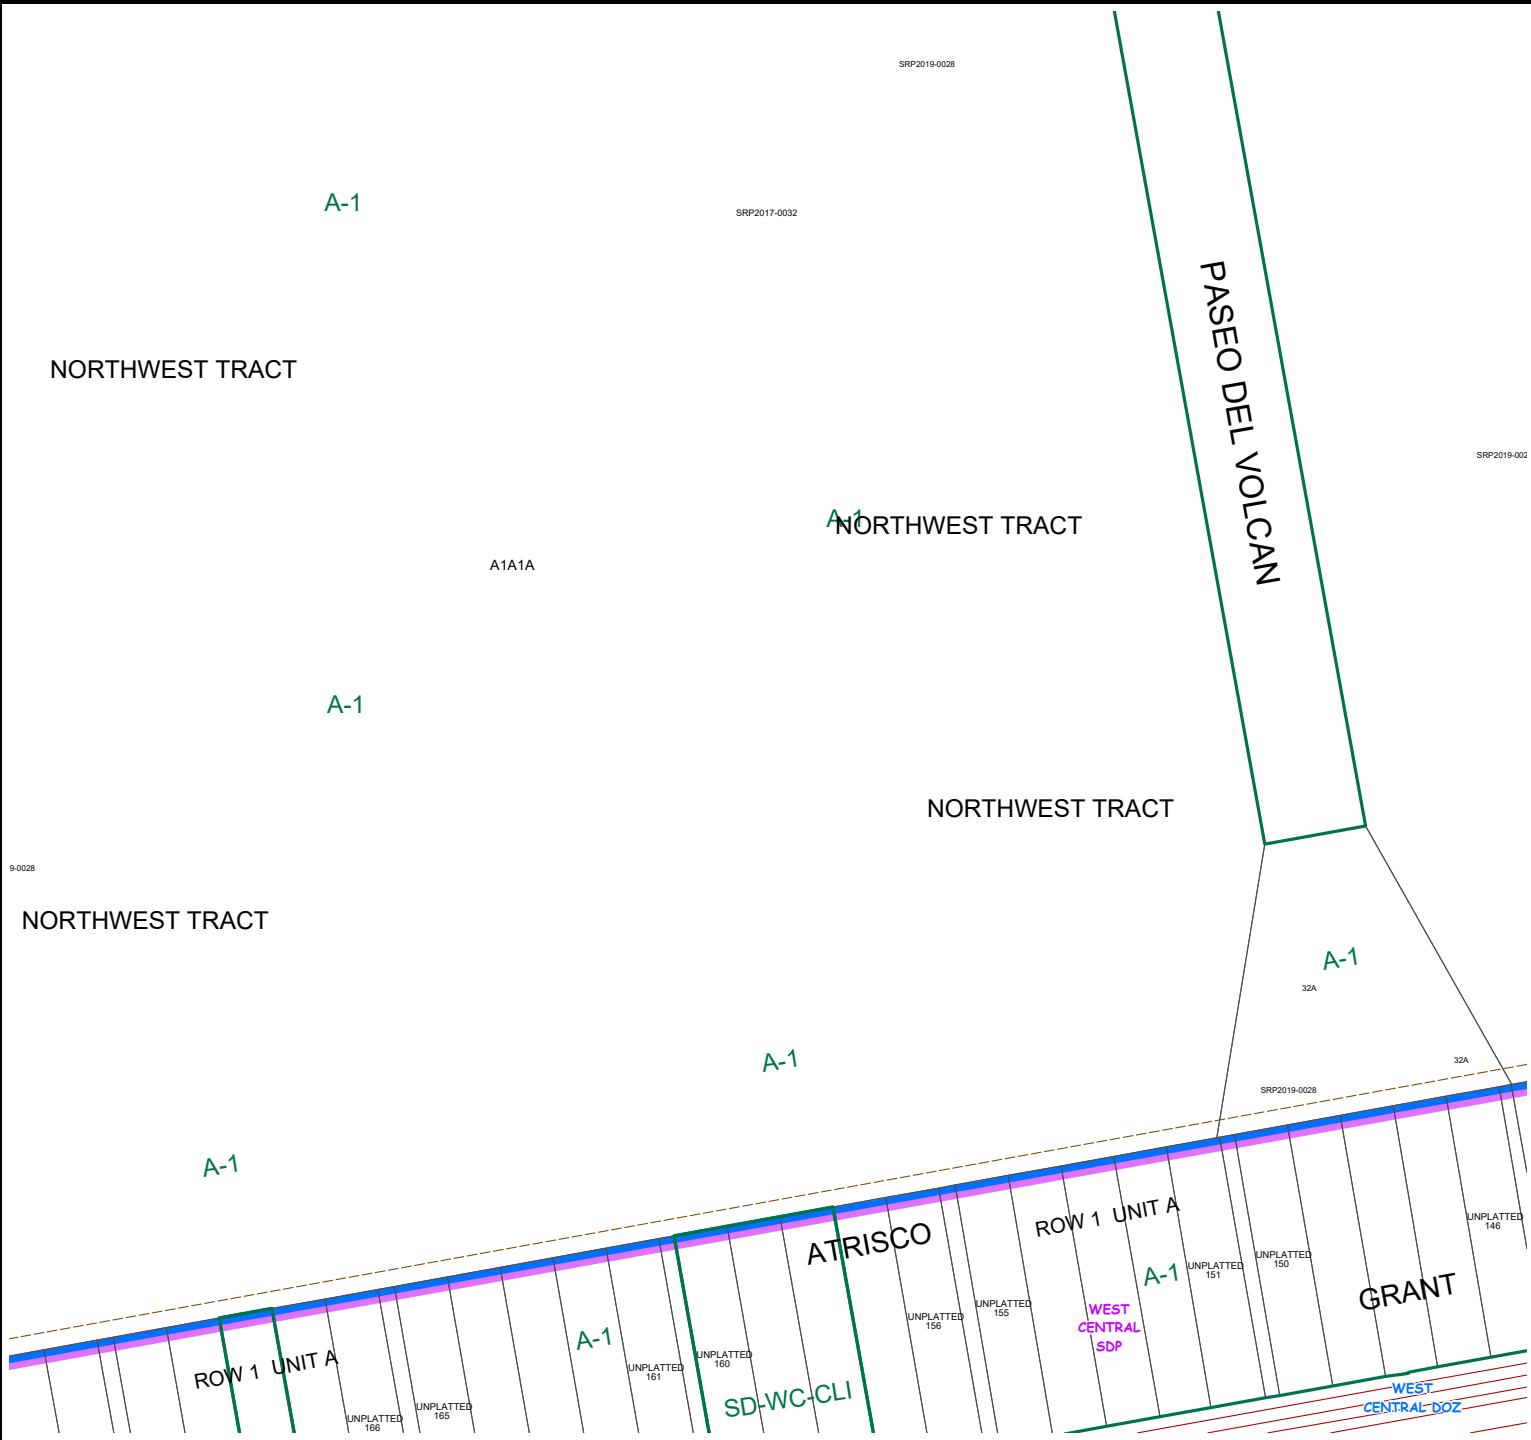 SRP2019-0028
A-1
SRP2017-0032
PASEO DEL VOLCAN
NORTHWEST TRACT
SRP2019-002
A-1
NORTHWEST TRACT
A1A1A
A-1
NORTHWEST TRACT
9-0028
NORTHWEST TRACT
A-1
32A
A-1
32A
SRP2019-0028
A-1
ATRISCO
ROW 1 UNIT A
UNPLATTED
146
UNPLATTED
150
UNPLATTED
151
A-1
GRANT
UNPLATTED
155
UNPLATTED
156
WEST
CENTRAL
SDP
A-1
ROW 1 UNIT A
UNPLATTED
160
UNPLATTED
161
SD-WC-CLI
WEST
CENTRAL DOZ
UNPLATTED
165
UNPLATTED
166